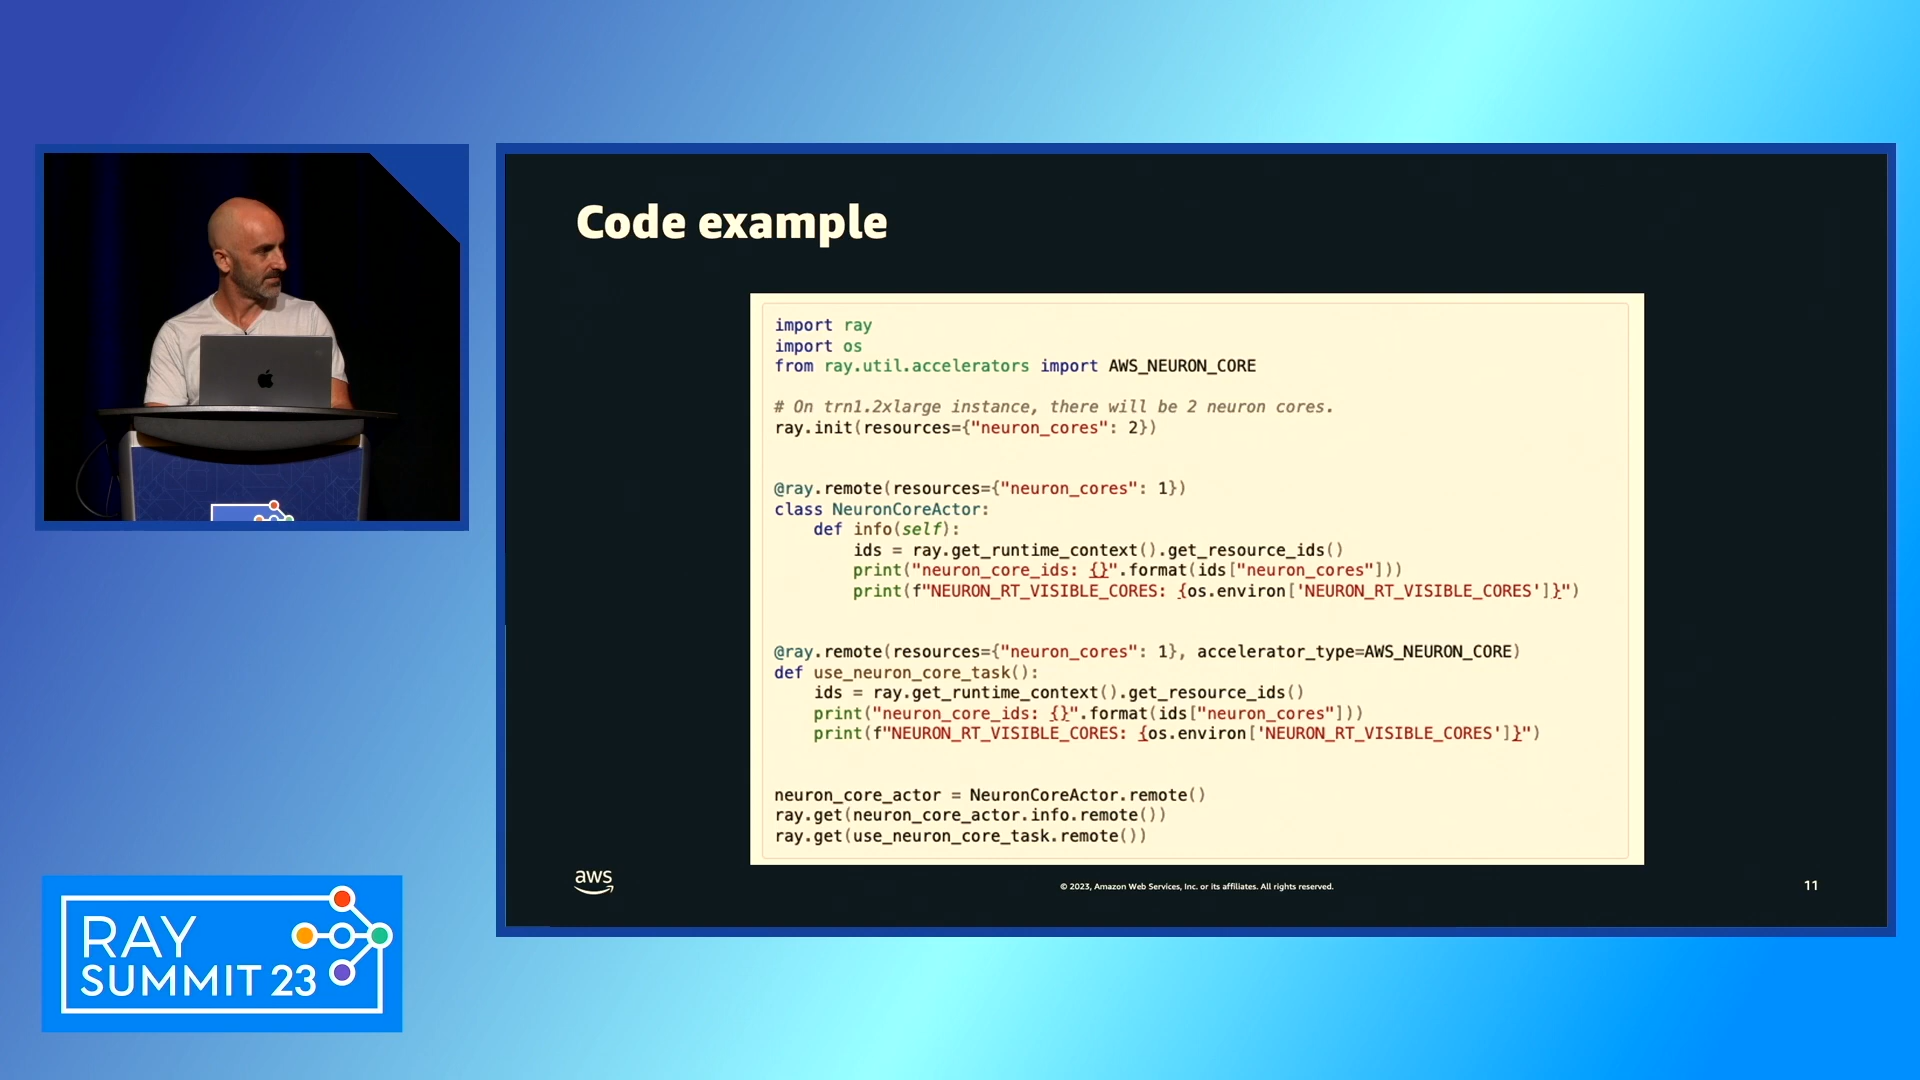 Code example
import ray
import os
from ray.util.accelerators import AWS_NEURON_CORE
# On trn1.2xlarge instance, there will be 2 neuron cores.
ray.init(resources={"neuron_cores": 2})
@ray.remote(resources={"neuron_cores": 1})
class NeuronCoreActor:
    def info(self):
        ids = ray.get_runtime_context().get_resource_ids()
        print("neuron_core_ids: {}".format(ids["neuron_cores"]))
        print(f"NEURON_RT_VISIBLE_CORES: {os.environ['NEURON_RT_VISIBLE_CORES']}")
@ray.remote(resources={"neuron_cores": 1}, accelerator_type=AWS_NEURON_CORE)
def use_neuron_core_task():
    ids = ray.get_runtime_context().get_resource_ids()
    print("neuron_core_ids: {}".format(ids["neuron_cores"]))
    print(f"NEURON_RT_VISIBLE_CORES: {os.environ['NEURON_RT_VISIBLE_CORES']}")
neuron_core_actor = NeuronCoreActor.remote()
ray.get(neuron_core_actor.info.remote())
ray.get(use_neuron_core_task.remote())
aws
© 2023, Amazon Web Services, Inc. or its affiliates. All rights reserved.
11
RAY
SUMMIT 23